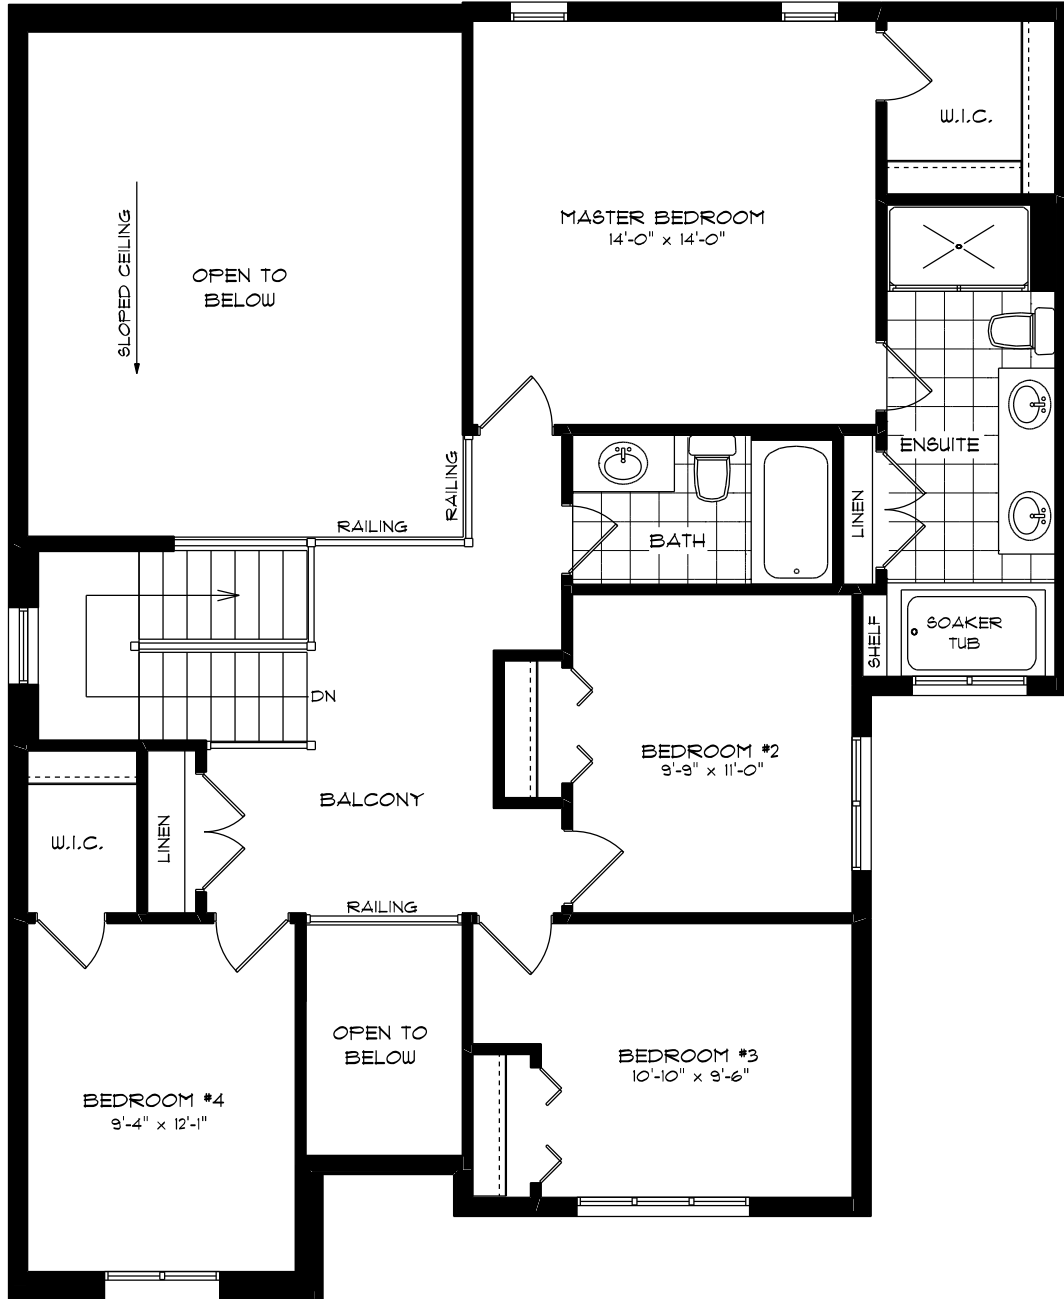 W.I.C.
MASTER BEDROOM
14'-0" x 14'-0"
SLOPED CEILING
OPEN TO
BELOW
ENSUITE
RAILING
RAILING
LINEN
BATH
SOAKER
TUB
SHELF
DN
BEDROOM #2
9'-9" x 11'-0"
BALCONY
W.I.C.
LINEN
RAILING
OPEN TO
BELOW
BEDROOM #3
10'-10" x 9'-6"
BEDROOM #4
9'-4" x 12'-1"